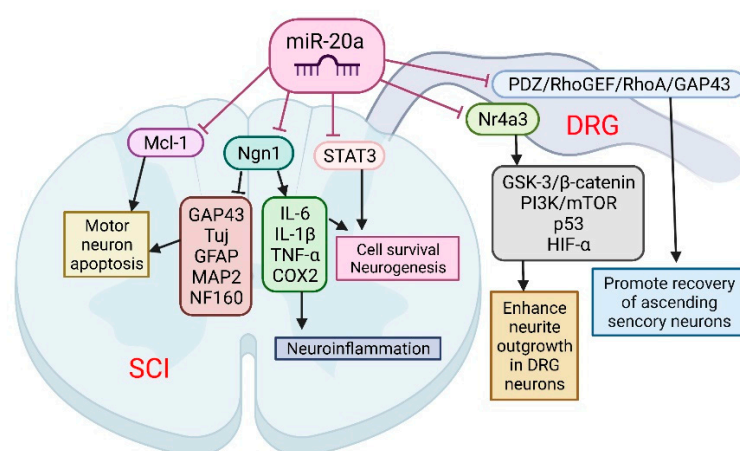 miR-20a
PDZ/RhoGEF/RhoA/GAP43
Nr4a3
DRG
Mcl-1
Ngn1
STAT3
GSK-3/β-catenin
PI3K/mTOR
p53
HIF-α
Motor
neuron
apoptosis
GAP43
Tuj
GFAP
MAP2
NF160
IL-6
IL-1β
TNF-α
COX2
Cell survival
Neurogenesis
Promote recovery
of ascending
sencory neurons
Enhance
neurite
outgrowth
in DRG
neurons
Neuroinflammation
SCI